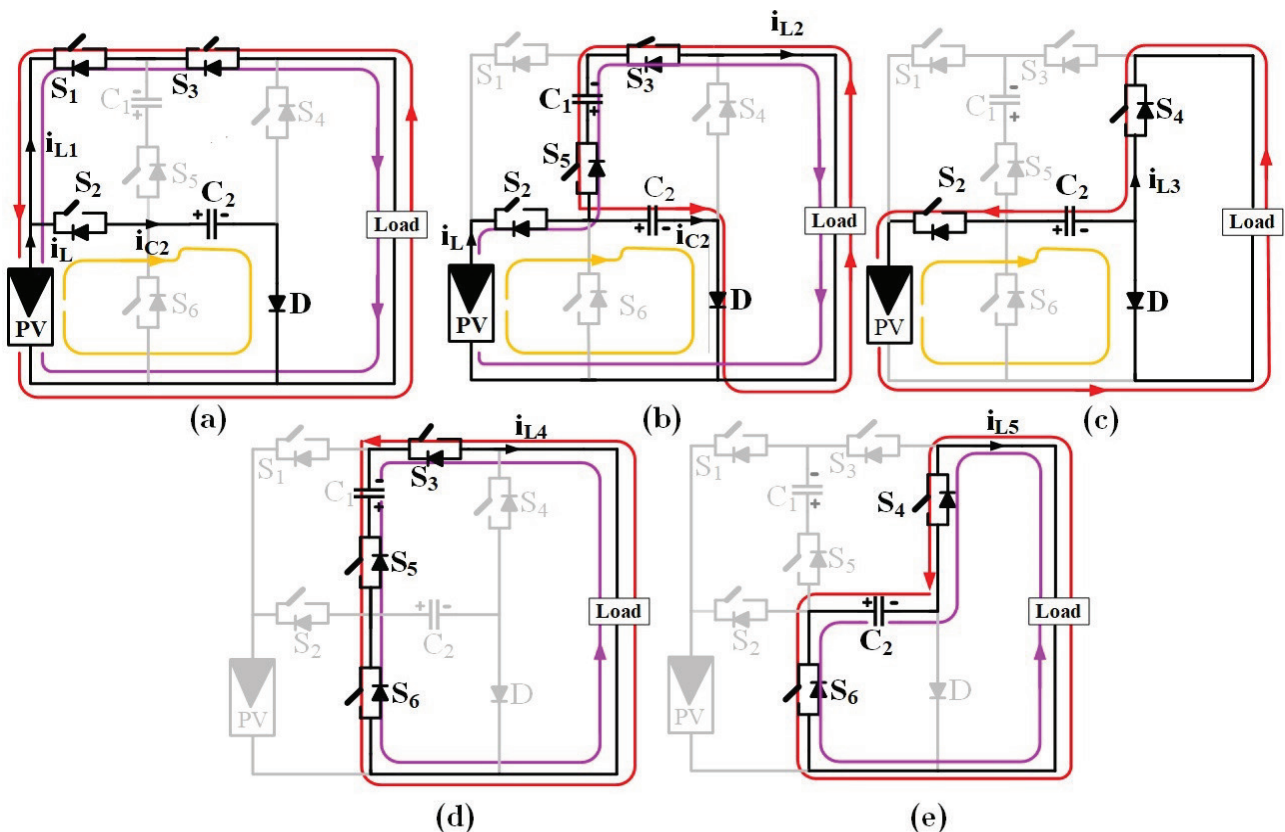 S1 S3
C1 - +
S4
iL1
S5
S2 C2
+ -
Load
iL iC2
S6 D
PV
(a)
iL2
S1 S3
C1 - +
S4
S5
S2 C2
+ -
Load
iL iC2
S6 D
PV
(b)
S1 S3
C1 - +
S4
S5 iL3
S2 C2
+ -
Load
S6 D
PV
(c)
iL4
S1 S3
C1 - +
S4
S5
+ -
Load
S2 C2
S6 D
PV
(d)
iL5
S1 S3
C1 - +
S4
S5
+ -
Load
S2 C2
S6 D
PV
(e)